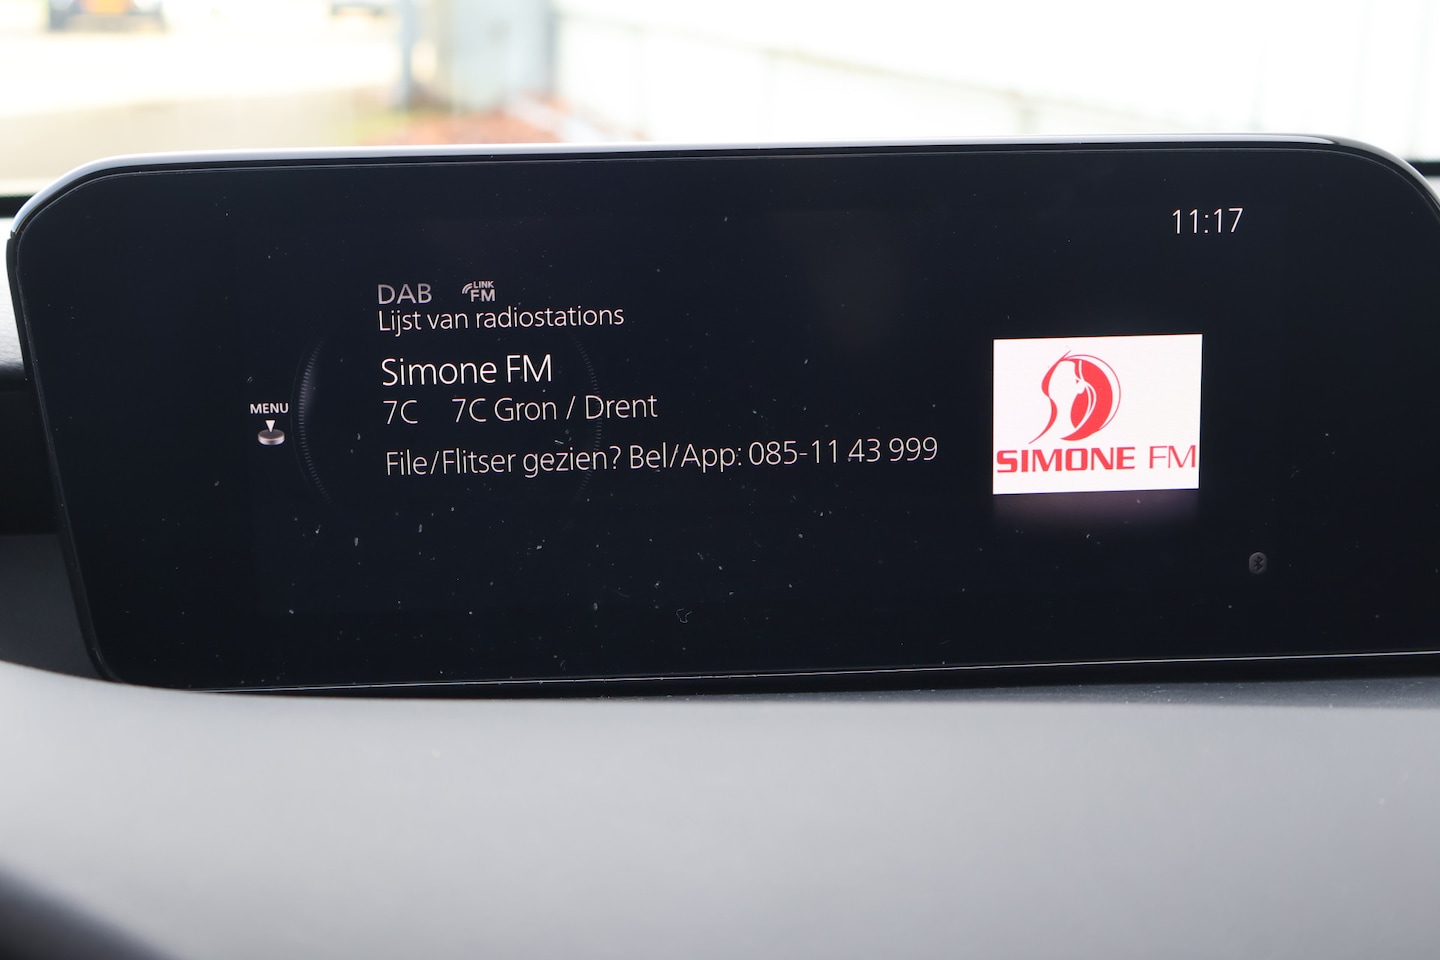 11:17
DAB LINK FM
Lijst van radiostations
Simone FM
MENU
7C 7C Gron / Drent
File/Flitser gezien? Bel/App: 085-11 43 999
SIMONE FM